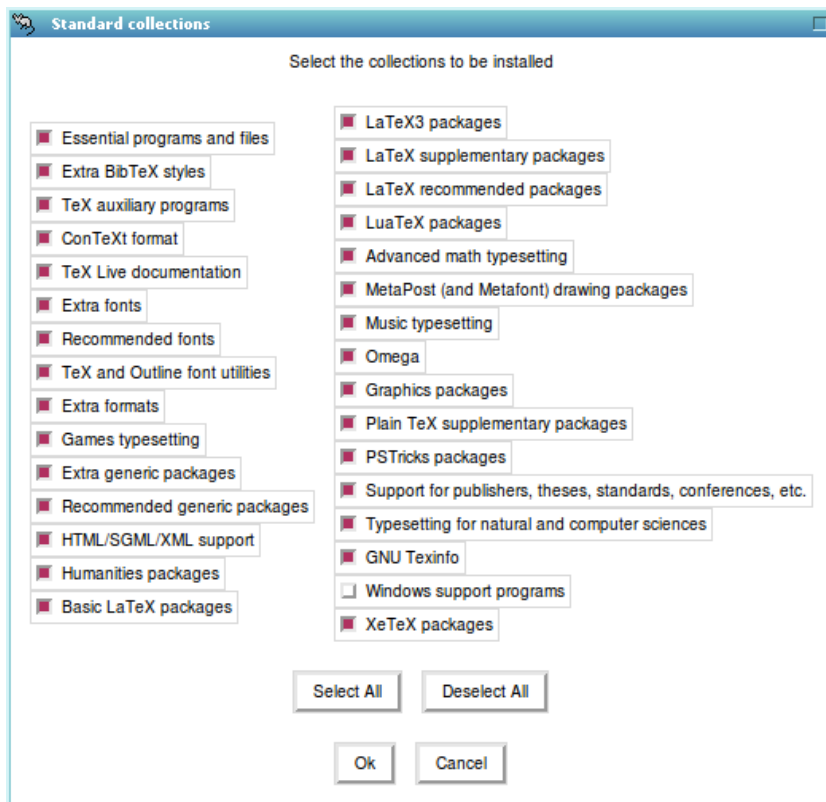 Standard collections
Select the collections to be installed
Essential programs and files
Extra BibTeX styles
TeX auxiliary programs
ConTeXt format
TeX Live documentation
Extra fonts
Recommended fonts
TeX and Outline font utilities
Extra formats
Games typesetting
Extra generic packages
Recommended generic packages
HTML/SGML/XML support
Humanities packages
Basic LaTeX packages
LaTeX3 packages
LaTeX supplementary packages
LaTeX recommended packages
LuaTeX packages
Advanced math typesetting
MetaPost (and Metafont) drawing packages
Music typesetting
Omega
Graphics packages
Plain TeX supplementary packages
PSTricks packages
Support for publishers, theses, standards, conferences, etc.
Typesetting for natural and computer sciences
GNU Texinfo
Windows support programs
XeTeX packages
Select All Deselect All
Ok Cancel